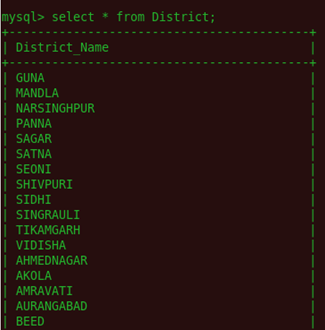 mysql> select * from District;
+-----------------------------------------+
| District_Name |
+-----------------------------------------+
| GUNA |
| MANDLA |
| NARSINGHPUR |
| PANNA |
| SAGAR |
| SATNA |
| SEONI |
| SHIVPURI |
| SIDHI |
| SINGRAULI |
| TIKAMGARH |
| VIDISHA |
| AHMEDNAGAR |
| AKOLA |
| AMRAVATI |
| AURANGABAD |
| BEED |